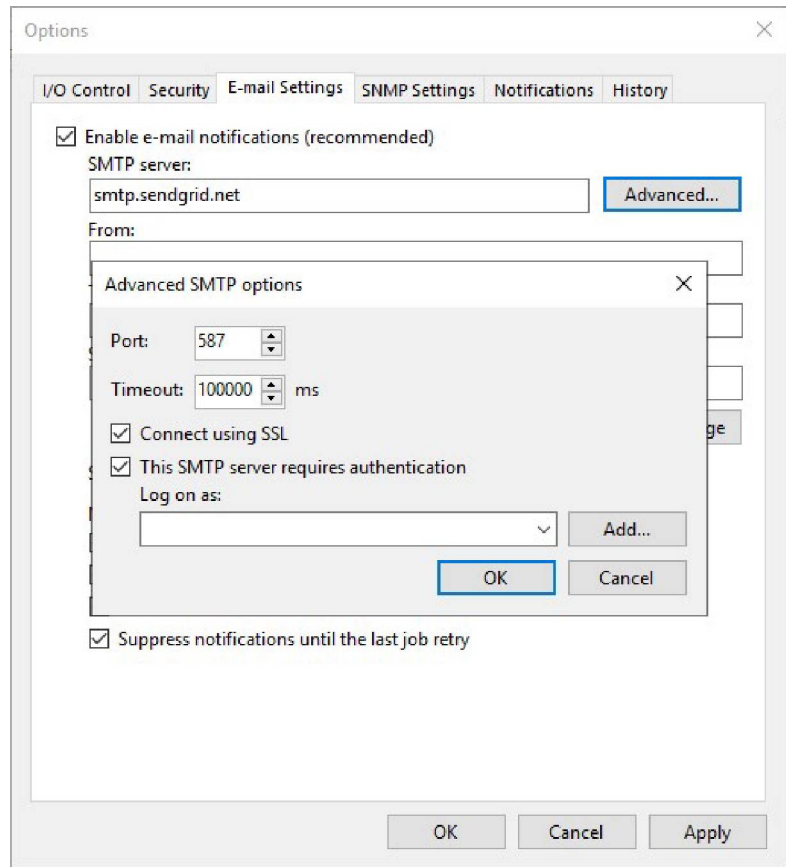 Options
I/O Control Security E-mail Settings SNMP Settings Notifications History
Enable e-mail notifications (recommended)
SMTP server:
smtp.sendgrid.net Advanced...
From:
Advanced SMTP options
Port: 587
Timeout: 100000 ms
Connect using SSL
This SMTP server requires authentication
Log on as:
Add...
OK Cancel
Suppress notifications until the last job retry
OK Cancel Apply